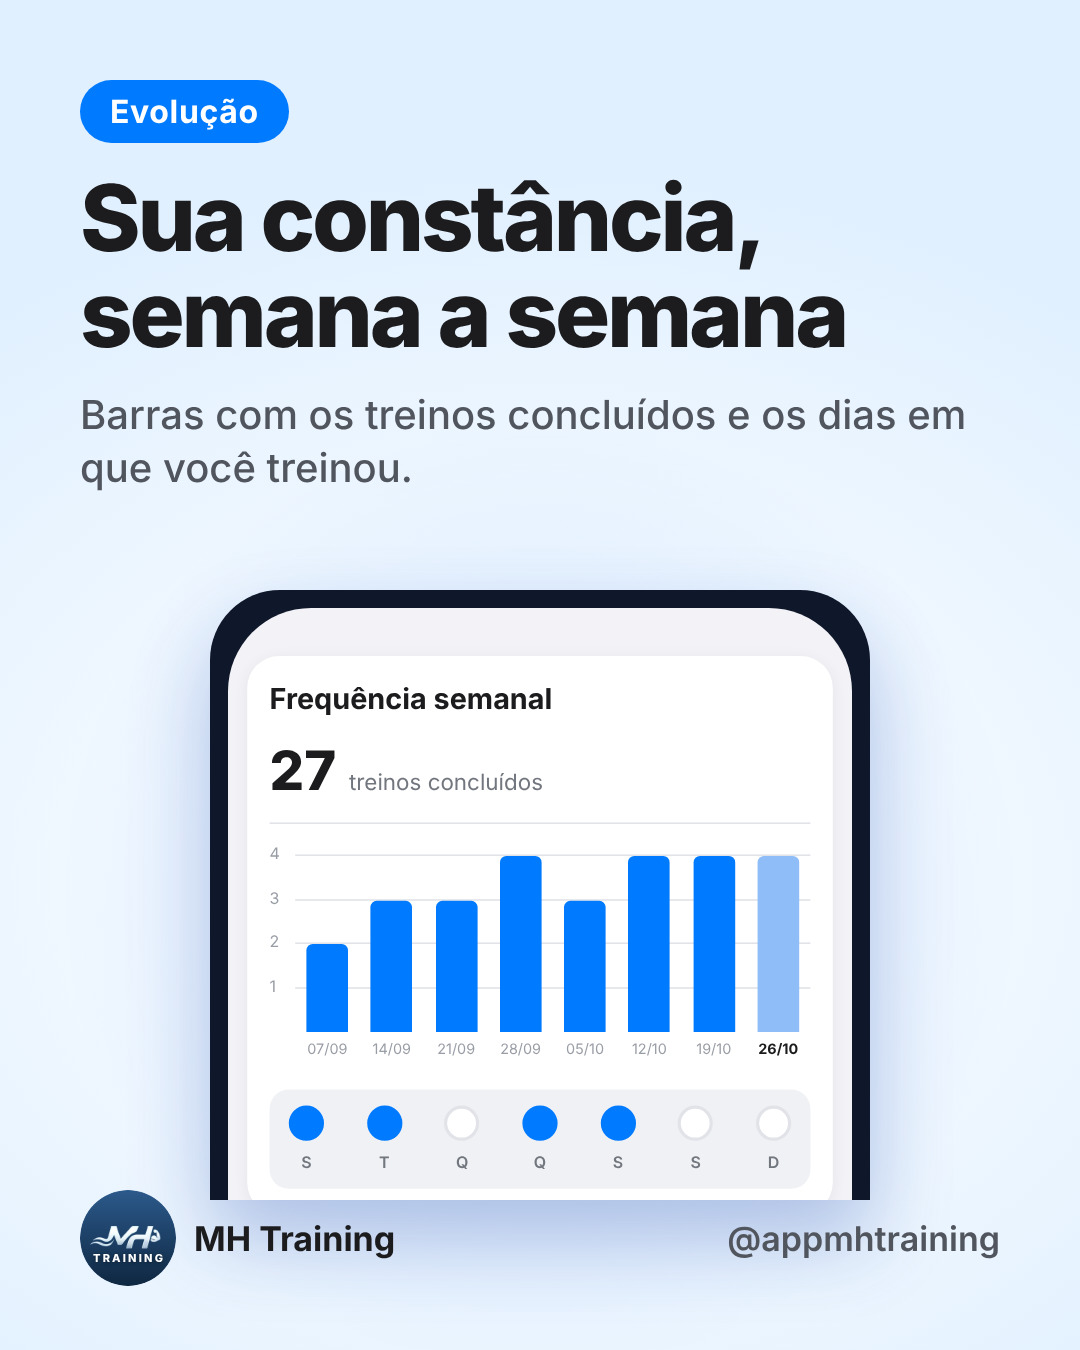 Evolução
Sua constância,
semana a semana
Barras com os treinos concluídos e os dias em
que você treinou.
Frequência semanal
27 treinos concluídos
4
3
2
1
07/09 14/09 21/09 28/09 05/10 12/10 19/10 26/10
S T Q Q S S D
MH
TRAINING
MH Training
@appmhtraining